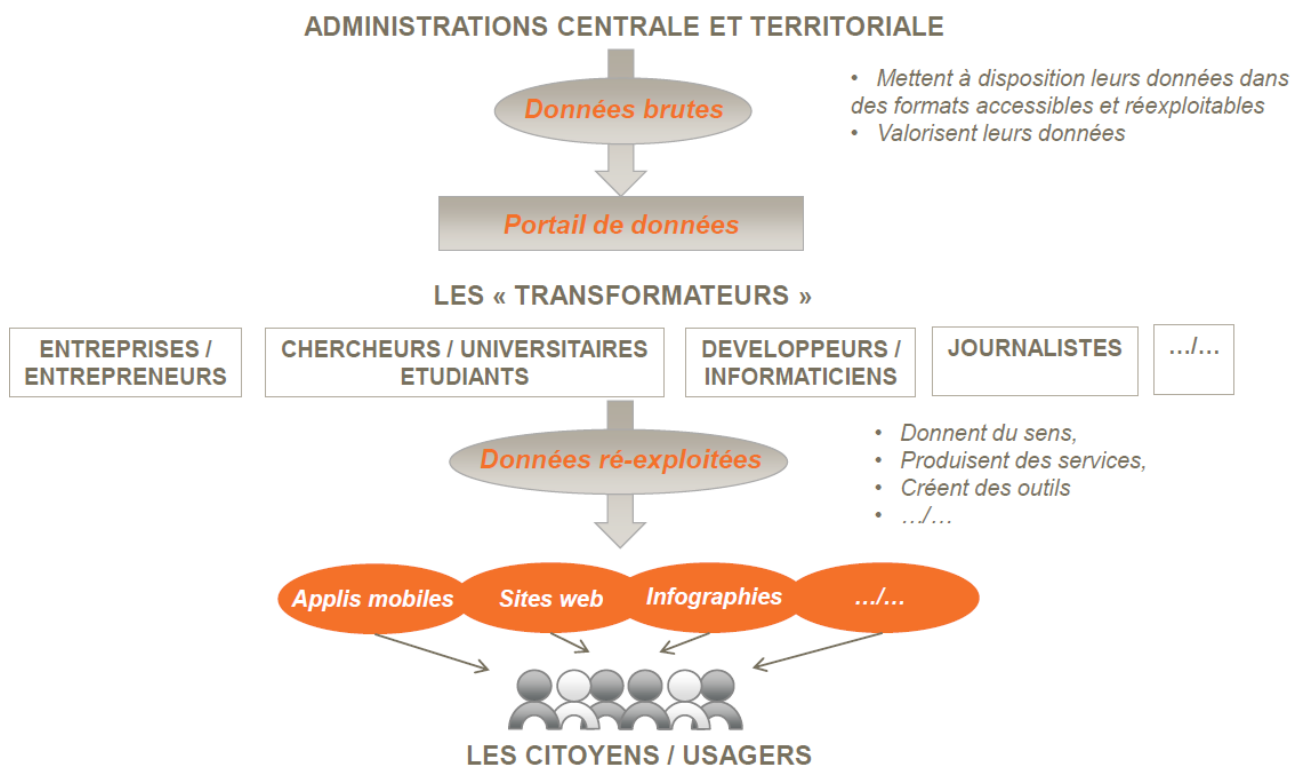 ADMINISTRATIONS CENTRALE ET TERRITORIALE
Données brutes
• Mettent à disposition leurs données dans
des formats accessibles et réexploitables
• Valorisent leurs données
Portail de données
LES « TRANSFORMATEURS »
ENTREPRISES /
ENTREPRENEURS
CHERCHEURS / UNIVERSITAIRES
ETUDIANTS
DEVELOPPEURS /
INFORMATICIENS
JOURNALISTES
…/…
Données ré-exploitées
• Donnent du sens,
• Produisent des services,
• Créent des outils
• …/…
Applis mobiles
Sites web
Infographies
…/…
LES CITOYENS / USAGERS